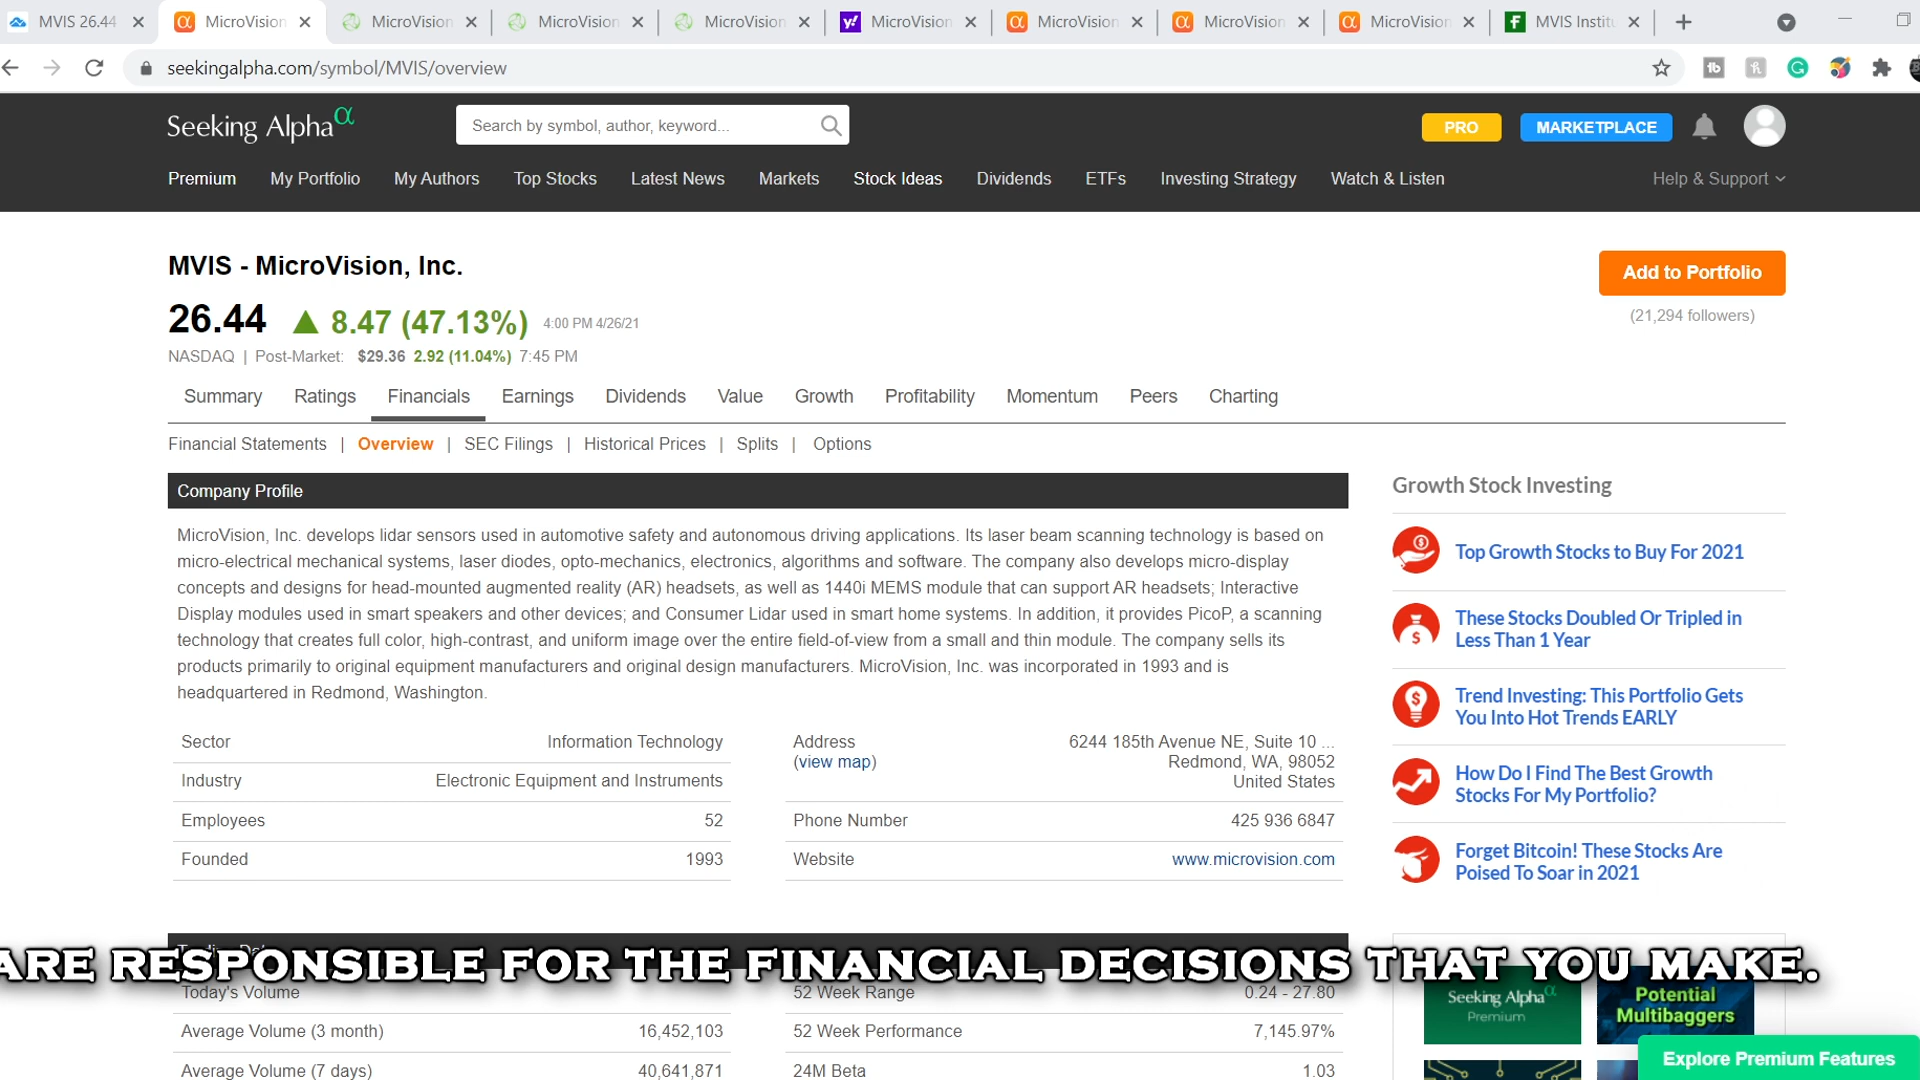 MVIS 26.44
MicroVision
MicroVision
MicroVision
MicroVision
MicroVision
MicroVision
MicroVision
MicroVision
MVIS Institu
seekingalpha.com/symbol/MVIS/overview
Seeking Alpha α
Search by symbol, author, keyword...
PRO
MARKETPLACE
Premium
My Portfolio
My Authors
Top Stocks
Latest News
Markets
Stock Ideas
Dividends
ETFs
Investing Strategy
Watch & Listen
Help & Support
MVIS - MicroVision, Inc.
Add to Portfolio
(21,294 followers)
26.44 ▲ 8.47 (47.13%) 4:00 PM 4/26/21
NASDAQ | Post-Market: $29.36 2.92 (11.04%) 7:45 PM
Summary
Ratings
Financials
Earnings
Dividends
Value
Growth
Profitability
Momentum
Peers
Charting
Financial Statements | Overview | SEC Filings | Historical Prices | Splits | Options
Company Profile
MicroVision, Inc. develops lidar sensors used in automotive safety and autonomous driving applications. Its laser beam scanning technology is based on
micro-electrical mechanical systems, laser diodes, opto-mechanics, electronics, algorithms and software. The company also develops micro-display
concepts and designs for head-mounted augmented reality (AR) headsets, as well as 1440i MEMS module that can support AR headsets; Interactive
Display modules used in smart speakers and other devices; and Consumer Lidar used in smart home systems. In addition, it provides PicoP, a scanning
technology that creates full color, high-contrast, and uniform image over the entire field-of-view from a small and thin module. The company sells its
products primarily to original equipment manufacturers and original design manufacturers. MicroVision, Inc. was incorporated in 1993 and is
headquartered in Redmond, Washington.
Sector Information Technology
Industry Electronic Equipment and Instruments
Employees 52
Founded 1993
Address 6244 185th Avenue NE, Suite 10 ...
(view map) Redmond, WA, 98052
United States
Phone Number 425 936 6847
Website www.microvision.com
Growth Stock Investing
Top Growth Stocks to Buy For 2021
These Stocks Doubled Or Tripled in
Less Than 1 Year
Trend Investing: This Portfolio Gets
You Into Hot Trends EARLY
How Do I Find The Best Growth
Stocks For My Portfolio?
Forget Bitcoin! These Stocks Are
Poised To Soar in 2021
ARE RESPONSIBLE FOR THE FINANCIAL DECISIONS THAT YOU MAKE.
Today's Volume
Average Volume (3 month) 16,452,103
Average Volume (7 days) 40,641,871
52 Week Range 0.24 - 27.80
52 Week Performance 7,145.97%
24M Beta 1.03
Seeking Alpha α
Premium
Potential
Multibaggers
Explore Premium Features